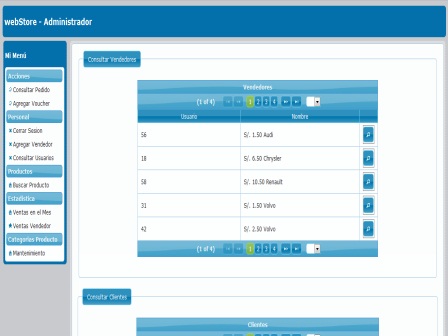 webStore - Administrador
Mi Menú
Acciones
Consultar Pedido
Agregar Voucher
Personal
Cerrar Sesion
Agregar Vendedor
Consultar Usuarios
Productos
Buscar Producto
Estadistica
Ventas en el Mes
Ventas Vendedor
Categorias Producto
Mantenimiento
Consultar Vendedores
Vendedores
(1 of 4) 1 2 3 4
Usuario Nombre
56 S/. 1.50 Audi
18 S/. 6.50 Chrysler
58 S/. 10.50 Renault
31 S/. 1.50 Volvo
42 S/. 2.50 Volvo
(1 of 4) 1 2 3 4
Consultar Clientes
Clientes